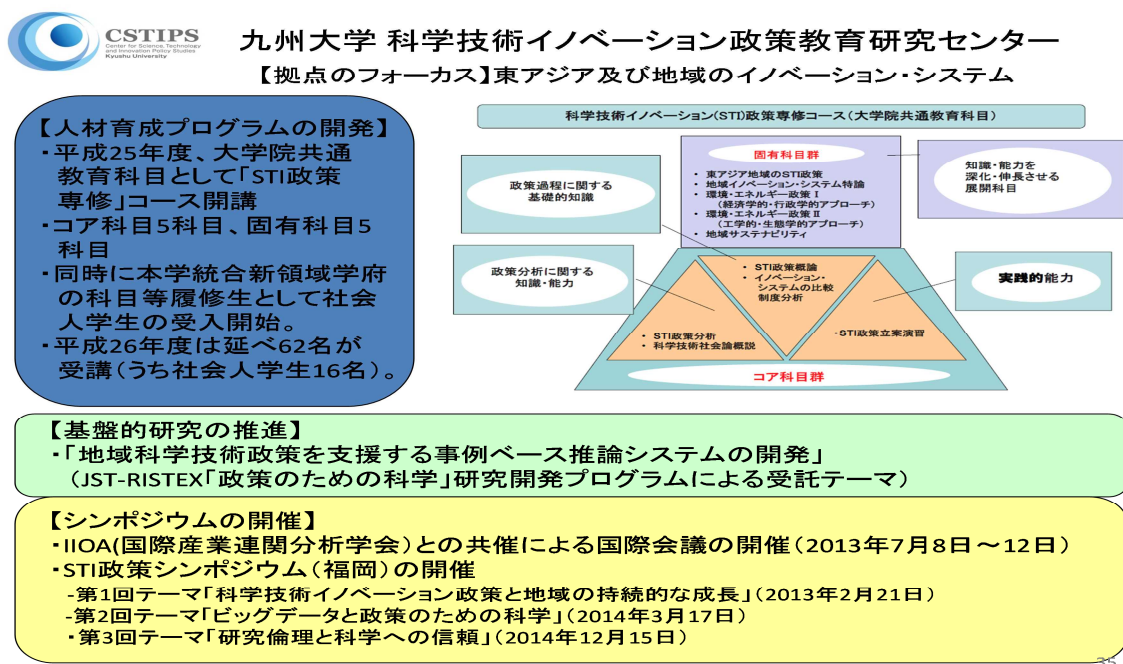 CSTIPS
Center for Science, Technology
and Innovation Policy Studies
Kyushu University
九州大学 科学技術イノベーション政策教育研究センター
【拠点のフォーカス】東アジア及び地域のイノベーション・システム
【人材育成プログラムの開発】
・平成25年度、大学院共通
教育科目として「STI政策
専修」コース開講
・コア科目5科目、固有科目5
科目
・同時に本学統合新領域学府
の科目等履修生として社会
人学生の受入開始。
・平成26年度は延べ62名が
受講（うち社会人学生16名）。
科学技術イノベーション(STI)政策専修コース(大学院共通教育科目)
政策過程に関する
基礎的知識
固有科目群
・ 東アジア地域のSTI政策
・ 地域イノベーション・システム特論
・ 環境・エネルギー政策Ⅰ
(経済学的・行政学的アプローチ)
・ 環境・エネルギー政策Ⅱ
(工学的・生態学的アプローチ)
・ 地域サステナビリティ
知識・能力を
深化・伸長させる
展開科目
政策分析に関する
知識・能力
・ STI政策概論
・ イノベーション・
システムの比較
制度分析
実践的能力
・ STI政策分析
・ 科学技術社会論概説
・STI政策立案演習
コア科目群
【基盤的研究の推進】
・「地域科学技術政策を支援する事例ベース推論システムの開発」
（JST-RISTEX「政策のための科学」研究開発プログラムによる受託テーマ）
【シンポジウムの開催】
・IIOA(国際産業連関分析学会）との共催による国際会議の開催（2013年7月8日～12日）
・STI政策シンポジウム（福岡）の開催
-第1回テーマ「科学技術イノベーション政策と地域の持続的な成長」（2013年2月21日）
-第2回テーマ「ビッグデータと政策のための科学」（2014年3月17日）
・第3回テーマ「研究倫理と科学への信頼」（2014年12月15日）
35